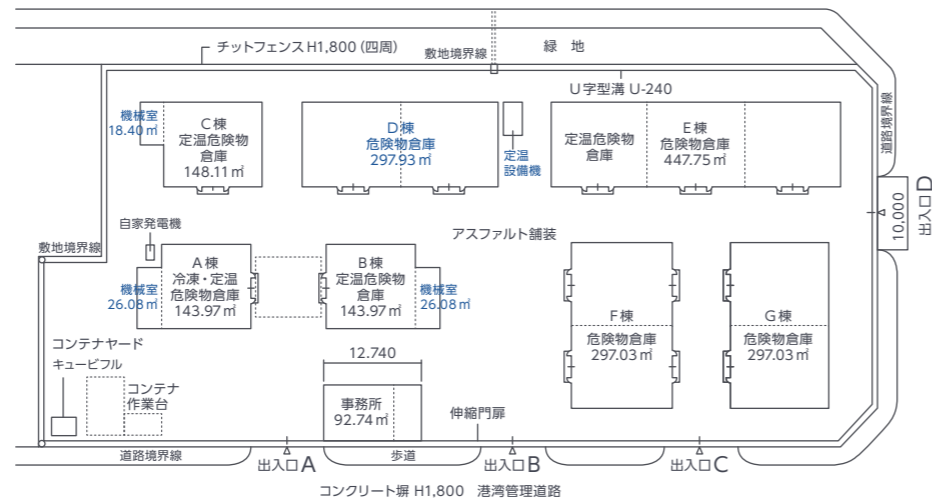 チットフェンス H1,800 (四周)
敷地境界線
緑 地
U字型溝 U-240
道路境界線
機械室
18.40㎡
C棟
定温危険物
倉庫
148.11㎡
D棟
危険物倉庫
297.93㎡
定温
設備機
定温危険物
倉庫
E棟
危険物倉庫
447.75㎡
10,000
出入口D
自家発電機
敷地境界線
アスファルト舗装
機械室
26.08㎡
A棟
冷凍・定温
危険物倉庫
143.97㎡
B棟
定温危険物
倉庫
143.97㎡
機械室
26.08㎡
F棟
危険物倉庫
297.03㎡
G棟
危険物倉庫
297.03㎡
コンテナヤード
キュービフル
コンテナ
作業台
12.740
事務所
92.74㎡
伸縮門扉
道路境界線
出入口A
歩道
出入口B
出入口C
コンクリート塀 H1,800 港湾管理道路